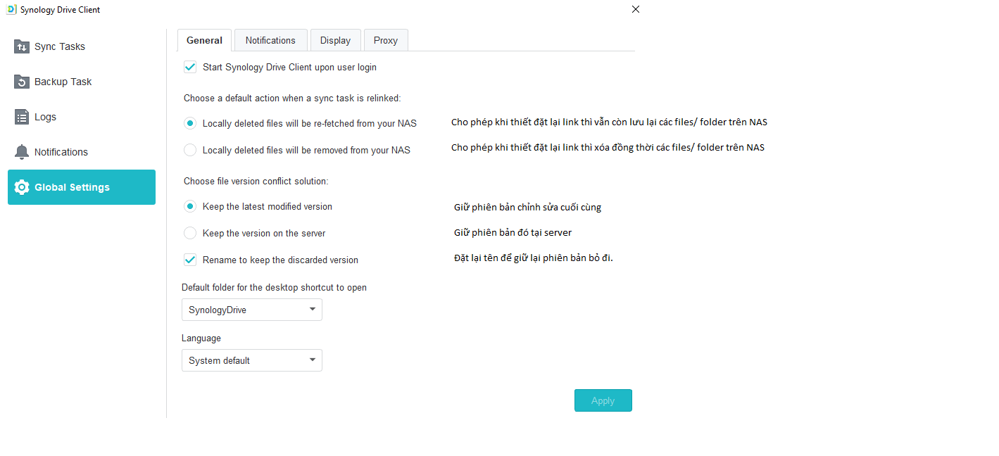 Synology Drive Client
Sync Tasks
Backup Task
Logs
Notifications
Global Settings
General Notifications Display Proxy
Start Synology Drive Client upon user login
Choose a default action when a sync task is relinked:
Locally deleted files will be re-fetched from your NAS Cho phép khi thiết đặt lại link thì vẫn còn lưu lại các files/ folder trên NAS
Locally deleted files will be removed from your NAS Cho phép khi thiết đặt lại link thì xóa đồng thời các files/ folder trên NAS
Choose file version conflict solution:
Keep the latest modified version Giữ phiên bản chỉnh sửa cuối cùng
Keep the version on the server Giữ phiên bản đó tại server
Rename to keep the discarded version Đặt lại tên để giữ lại phiên bản bỏ đi.
Default folder for the desktop shortcut to open
SynologyDrive
Language
System default
Apply